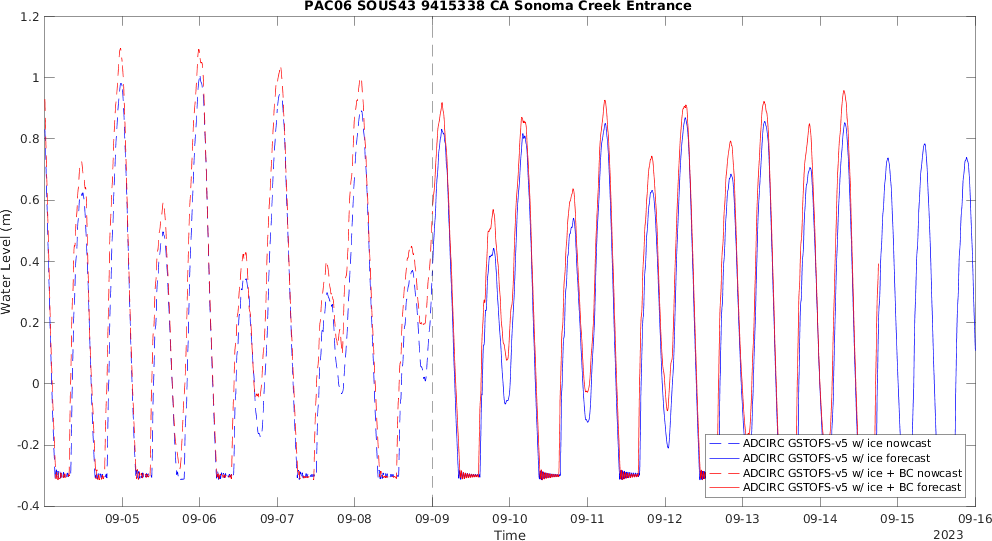 PAC06 SOUS43 9415338 CA Sonoma Creek Entrance
1.2
1
0.8
0.6
0.4
0.2
0
-0.2
-0.4
Water Level (m)
ADCIRC GSTOFS-v5 w/ ice nowcast
ADCIRC GSTOFS-v5 w/ ice forecast
ADCIRC GSTOFS-v5 w/ ice + BC nowcast
ADCIRC GSTOFS-v5 w/ ice + BC forecast
09-05 09-06 09-07 09-08 09-09 09-10 09-11 09-12 09-13 09-14 09-15 09-16
Time
2023